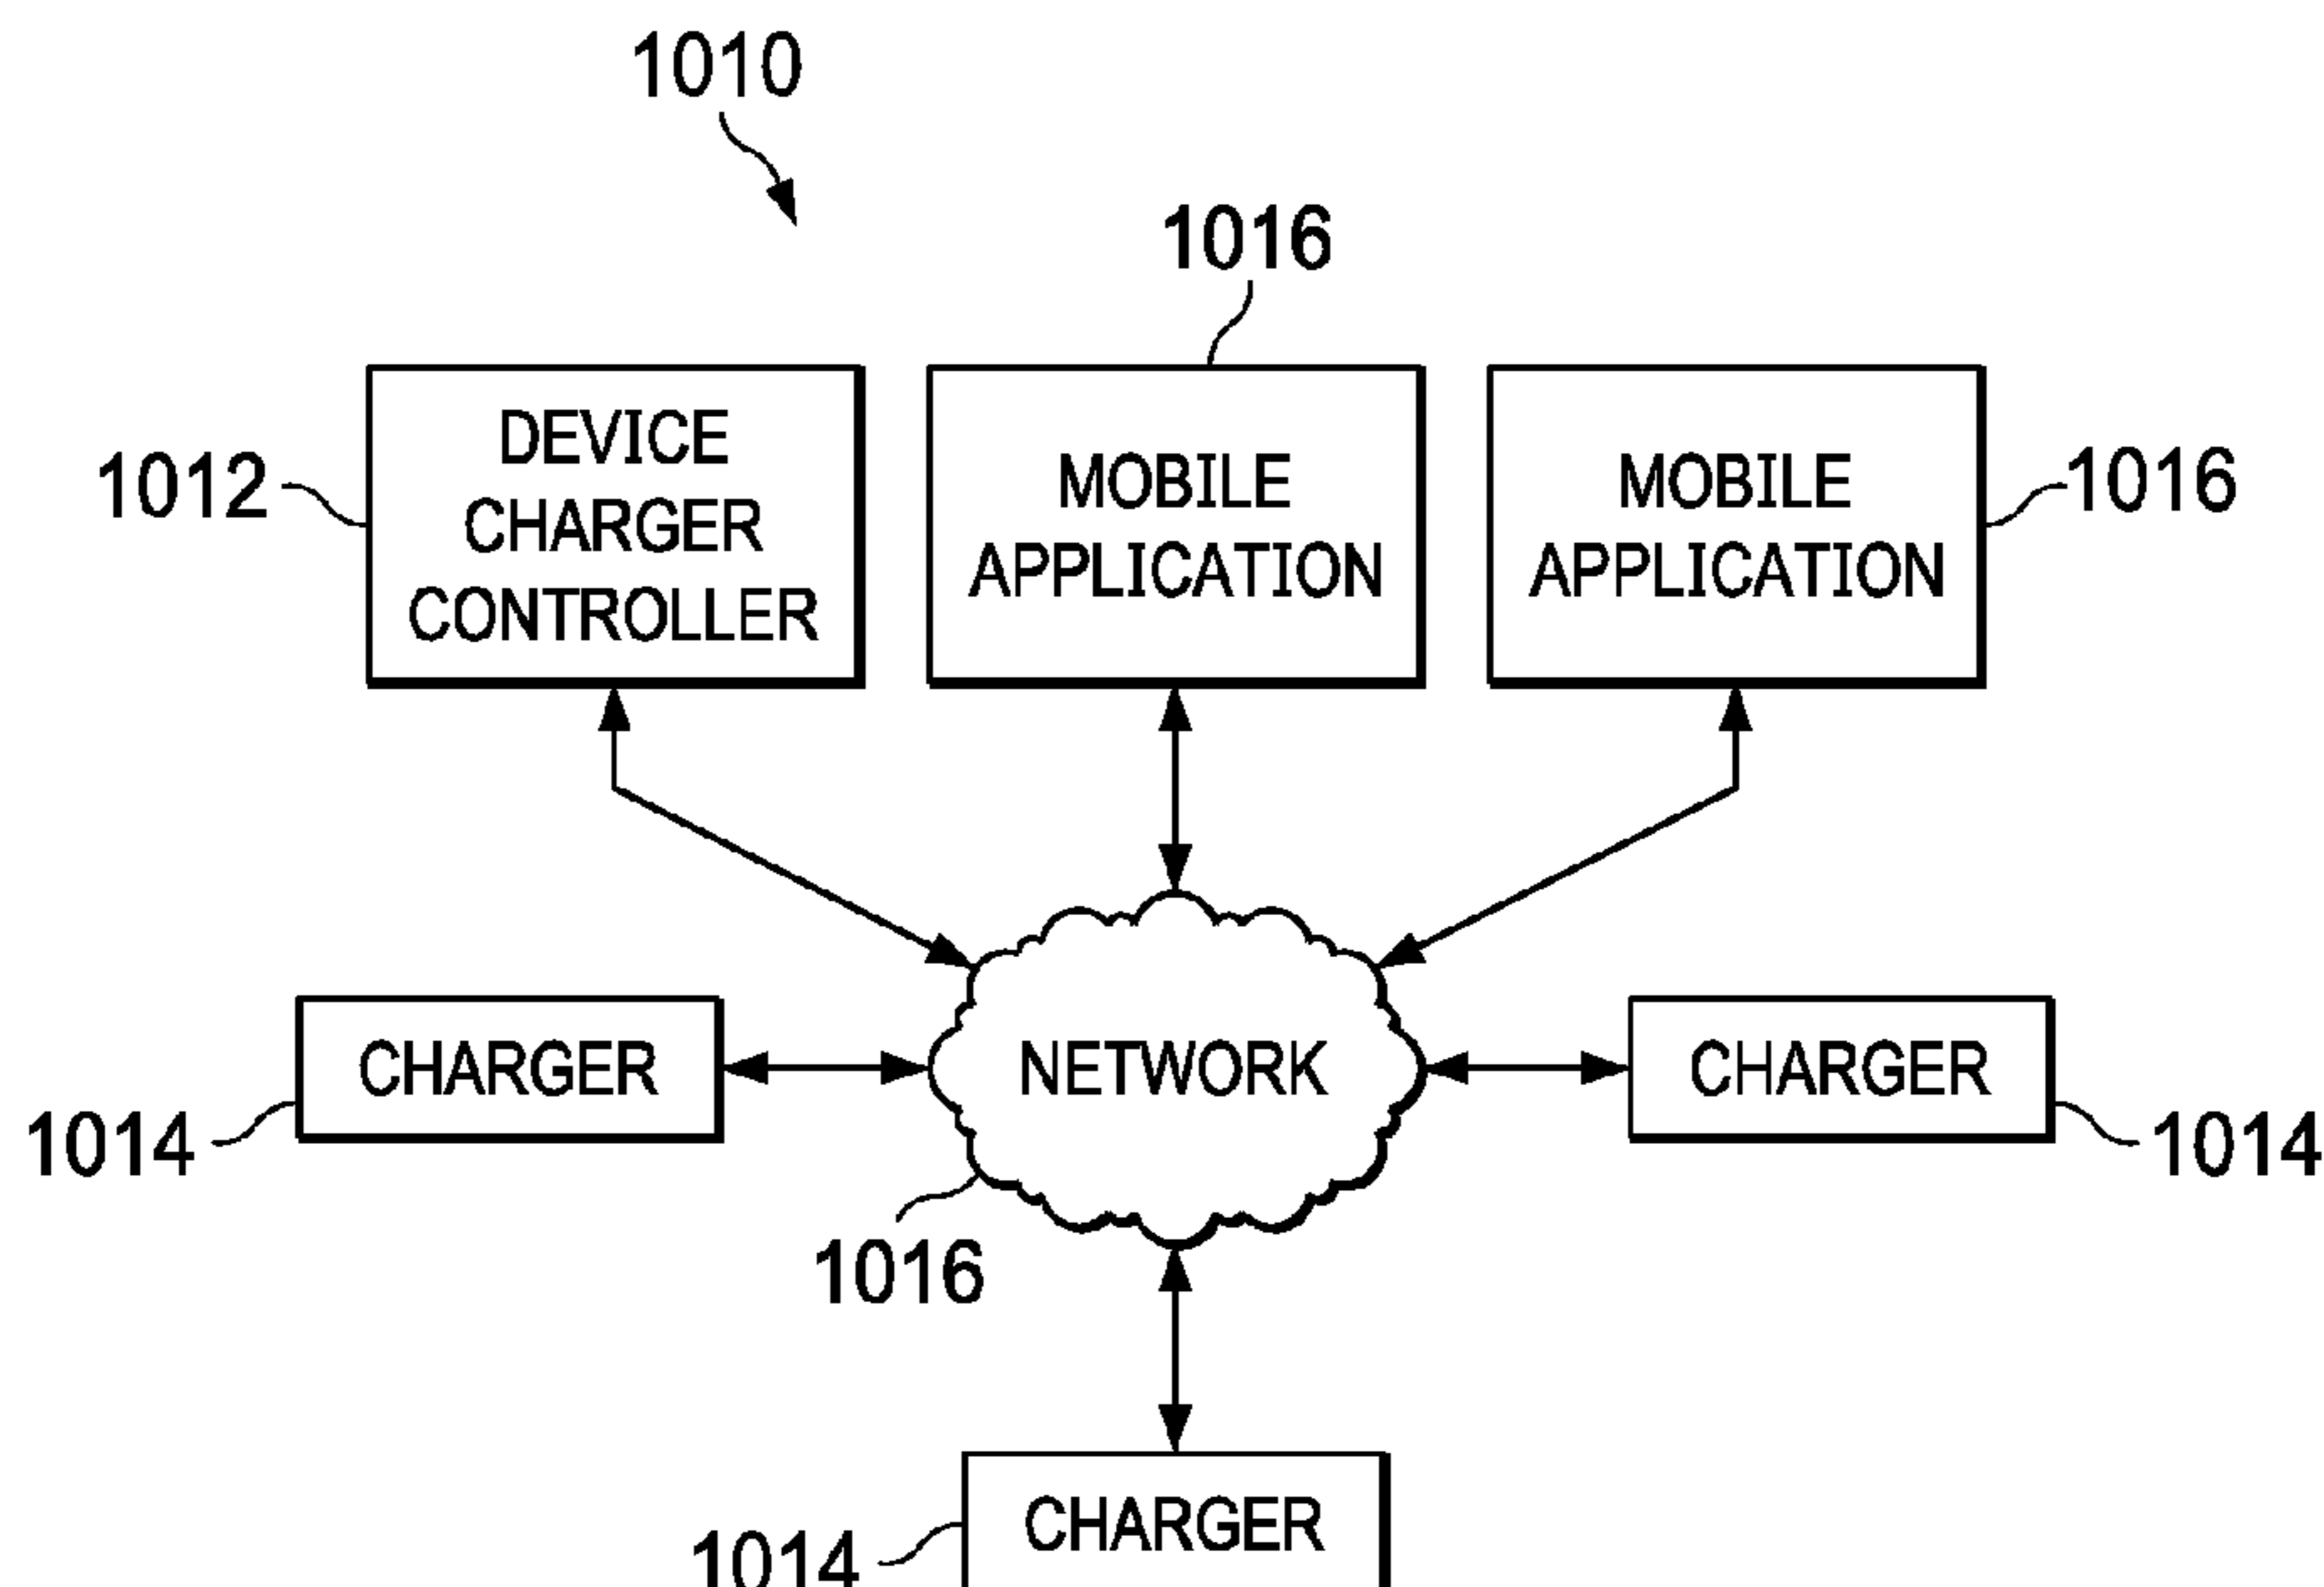 1010
1016
DEVICE
CHARGER
CONTROLLER
1012
MOBILE
APPLICATION
MOBILE
APPLICATION
1016
CHARGER
1014
NETWORK
1016
CHARGER
1014
CHARGER
1014